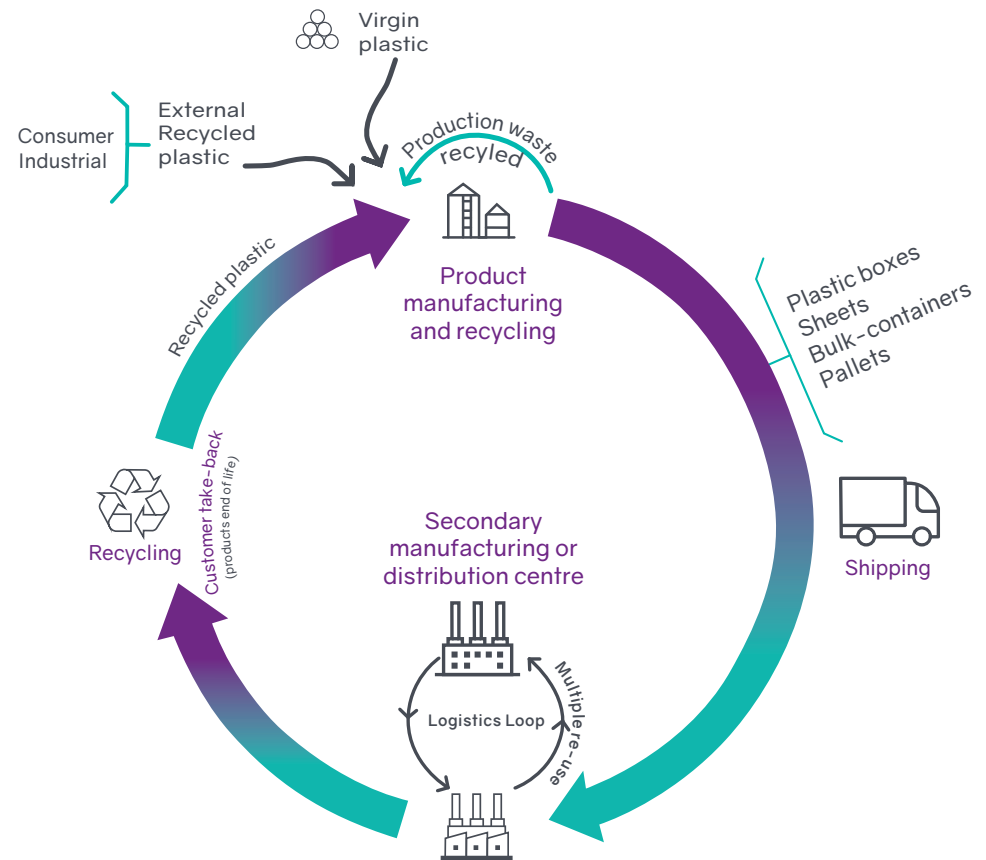 Virgin
plastic
External
Recycled
plastic
Consumer
Industrial
Production waste
recyled
Product
manufacturing
and recycling
Recycled plastic
Plastic boxes
Sheets
Bulk-containers
Pallets
Shipping
Secondary
manufacturing or
distribution centre
Logistics Loop
Multiple re-use
Customer take-back
(products end of life)
Recycling